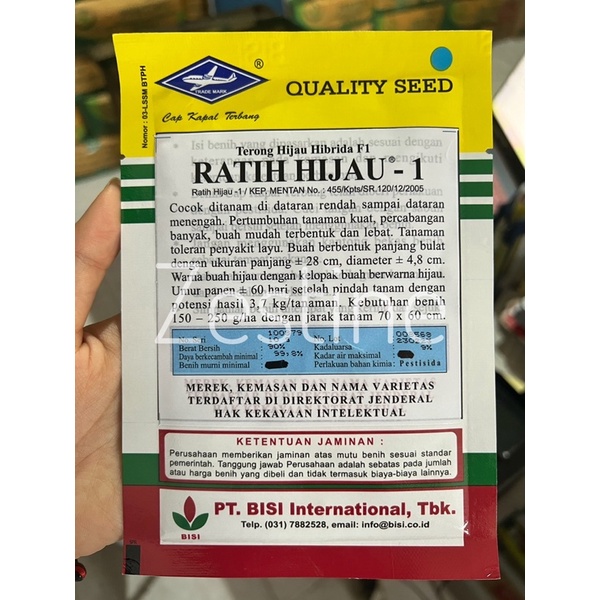 Nomor : 03-LSSM BTPH
®
TRADE MARK
Cap Kapal Terbang
QUALITY SEED
Terong Hijau Hibrida F1
RATIH HIJAU® - 1
Ratih Hijau -1 / KEP. MENTAN No. : 455/Kpts/SR.120/12/2005
Cocok ditanam di dataran rendah sampai dataran
menengah. Pertumbuhan tanaman kuat, percabangan
banyak, buah mudah terbentuk dan lebat. Tanaman
toleran penyakit layu. Buah berbentuk panjang bulat
dengan ukuran panjang ± 28 cm, diameter ± 4,8 cm.
Warna buah hijau dengan kelopak buah berwarna hijau.
Umur panen ± 60 hari setelah pindah tanam dengan
potensi hasil 3,7 kg/tanaman. Kebutuhan benih
150 - 250 g/ha dengan jarak tanam 70 x 60 cm.
Zestine
Berat Bersih
Daya berkecambah minimal
Benih murni minimal
90%
99.8%
Kadaluarsa
Kadar air maksimal : 9%
Perlakuan bahan kimia: Pestisida
MEREK, KEMASAN DAN NAMA VARIETAS
TERDAFTAR DI DIREKTORAT JENDERAL
HAK KEKAYAAN INTELEKTUAL
KETENTUAN JAMINAN :
Perusahaan memberikan jaminan atas mutu benih sesuai standar
pemerintah. Tanggung jawab Perusahaan adalah sebatas pada jumlah
atau harga benih yang dibeli dan tidak termasuk biaya-biaya lainnya.
BISI
PT. BISI International, Tbk.
Telp. (031) 7882528, email: info@bisi.co.id